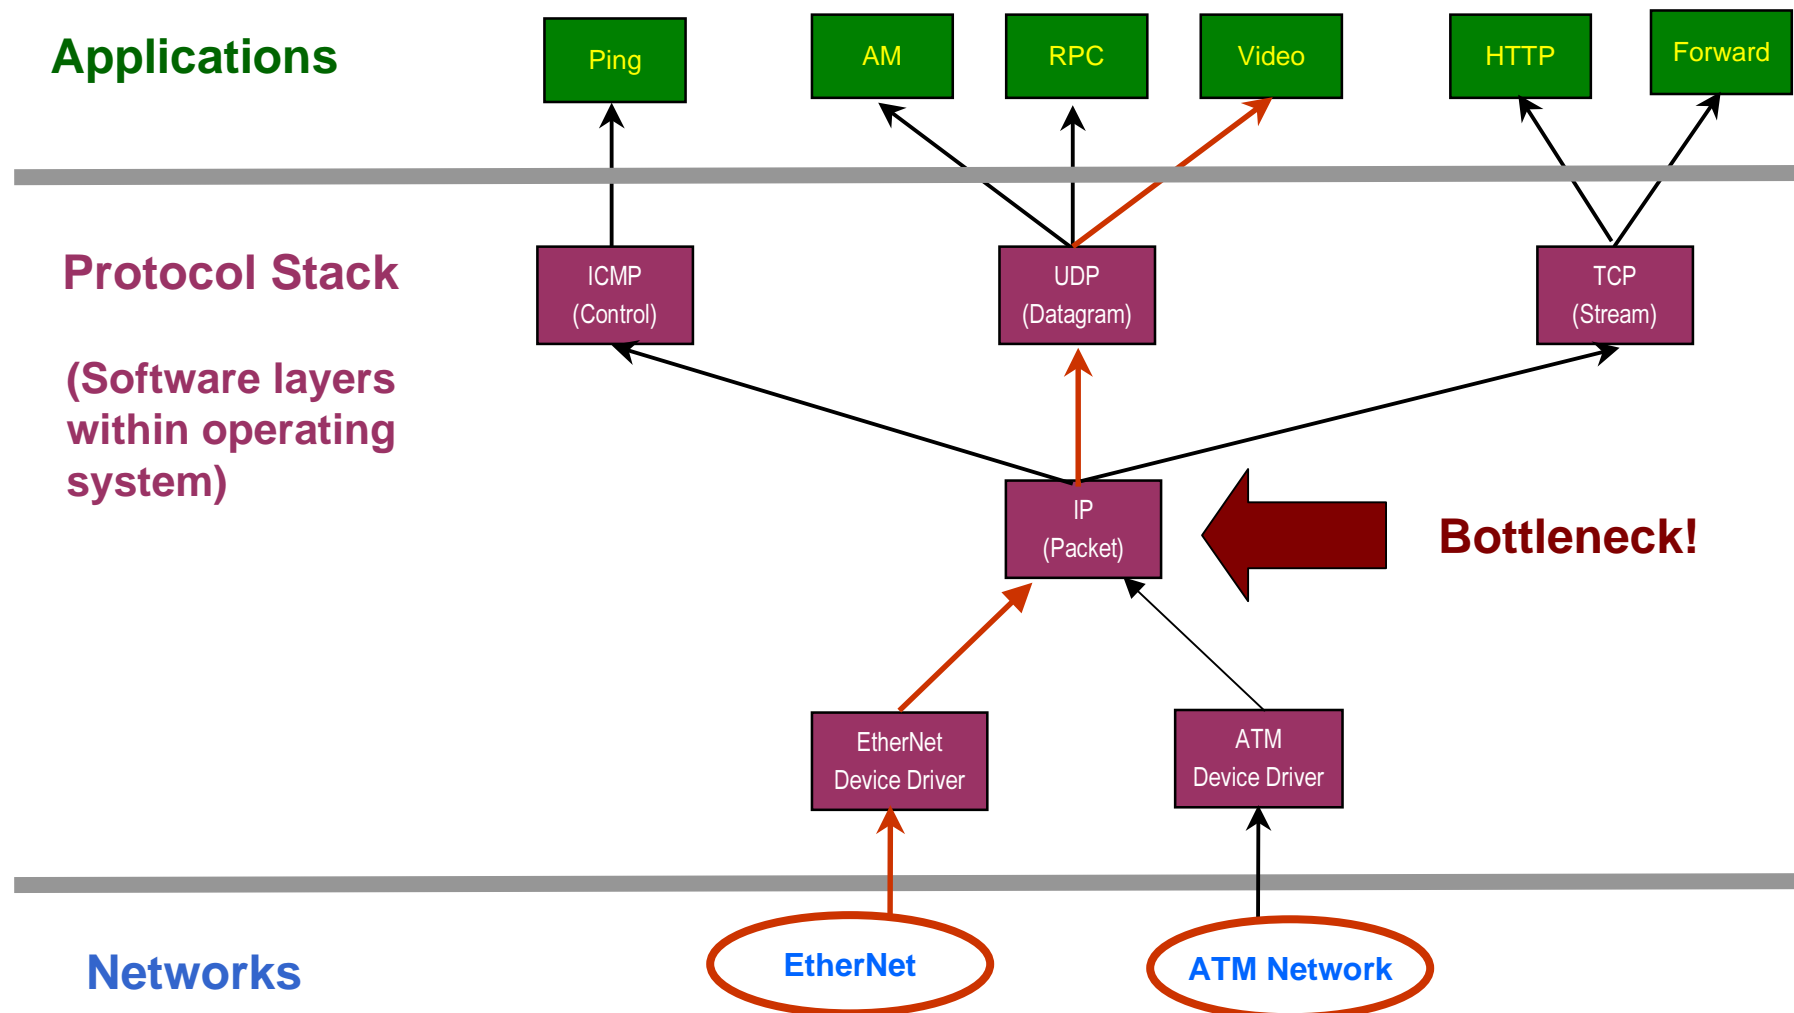 Applications
Ping
AM
RPC
Video
HTTP
Forward
Protocol Stack
(Software layers
within operating
system)
ICMP
(Control)
UDP
(Datagram)
TCP
(Stream)
IP
(Packet)
Bottleneck!
EtherNet
Device Driver
ATM
Device Driver
Networks
EtherNet
ATM Network